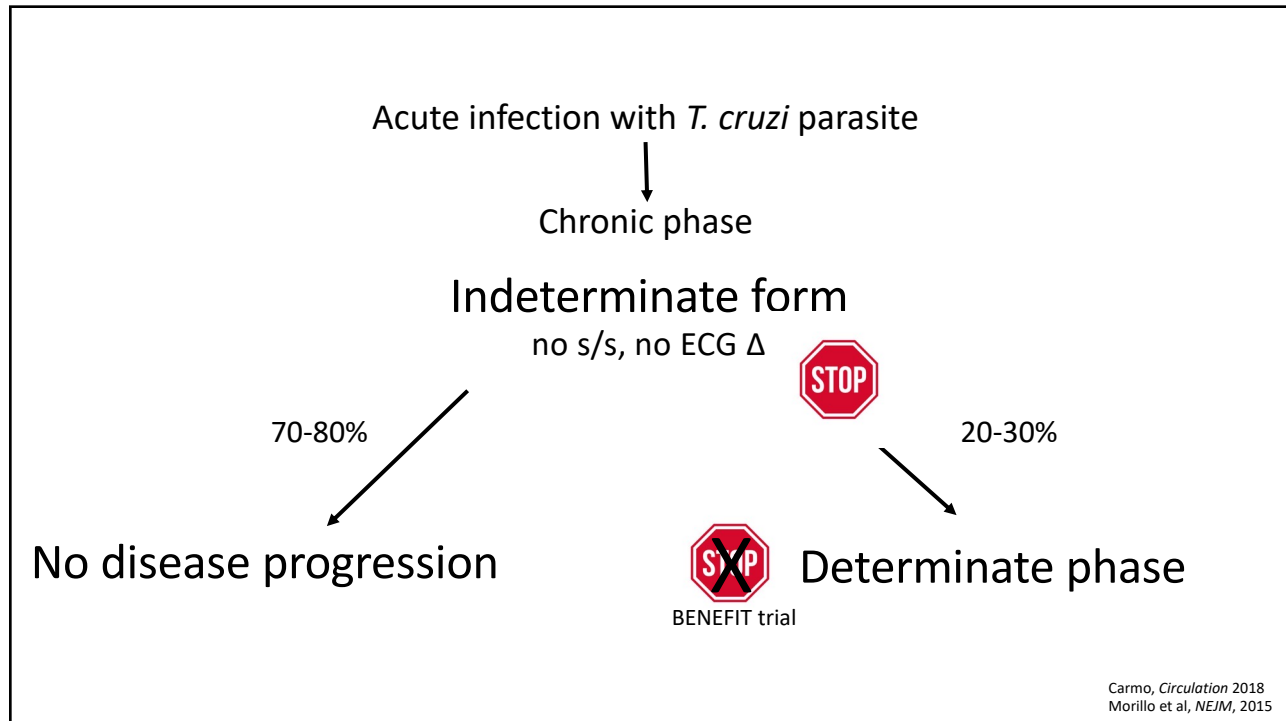 Acute infection with T. cruzi parasite
Chronic phase
Indeterminate form
no s/s, no ECG Δ
STOP
70-80%
20-30%
No disease progression
STOP
X
Determinate phase
BENEFIT trial
Carmo, Circulation 2018
Morillo et al, NEJM, 2015